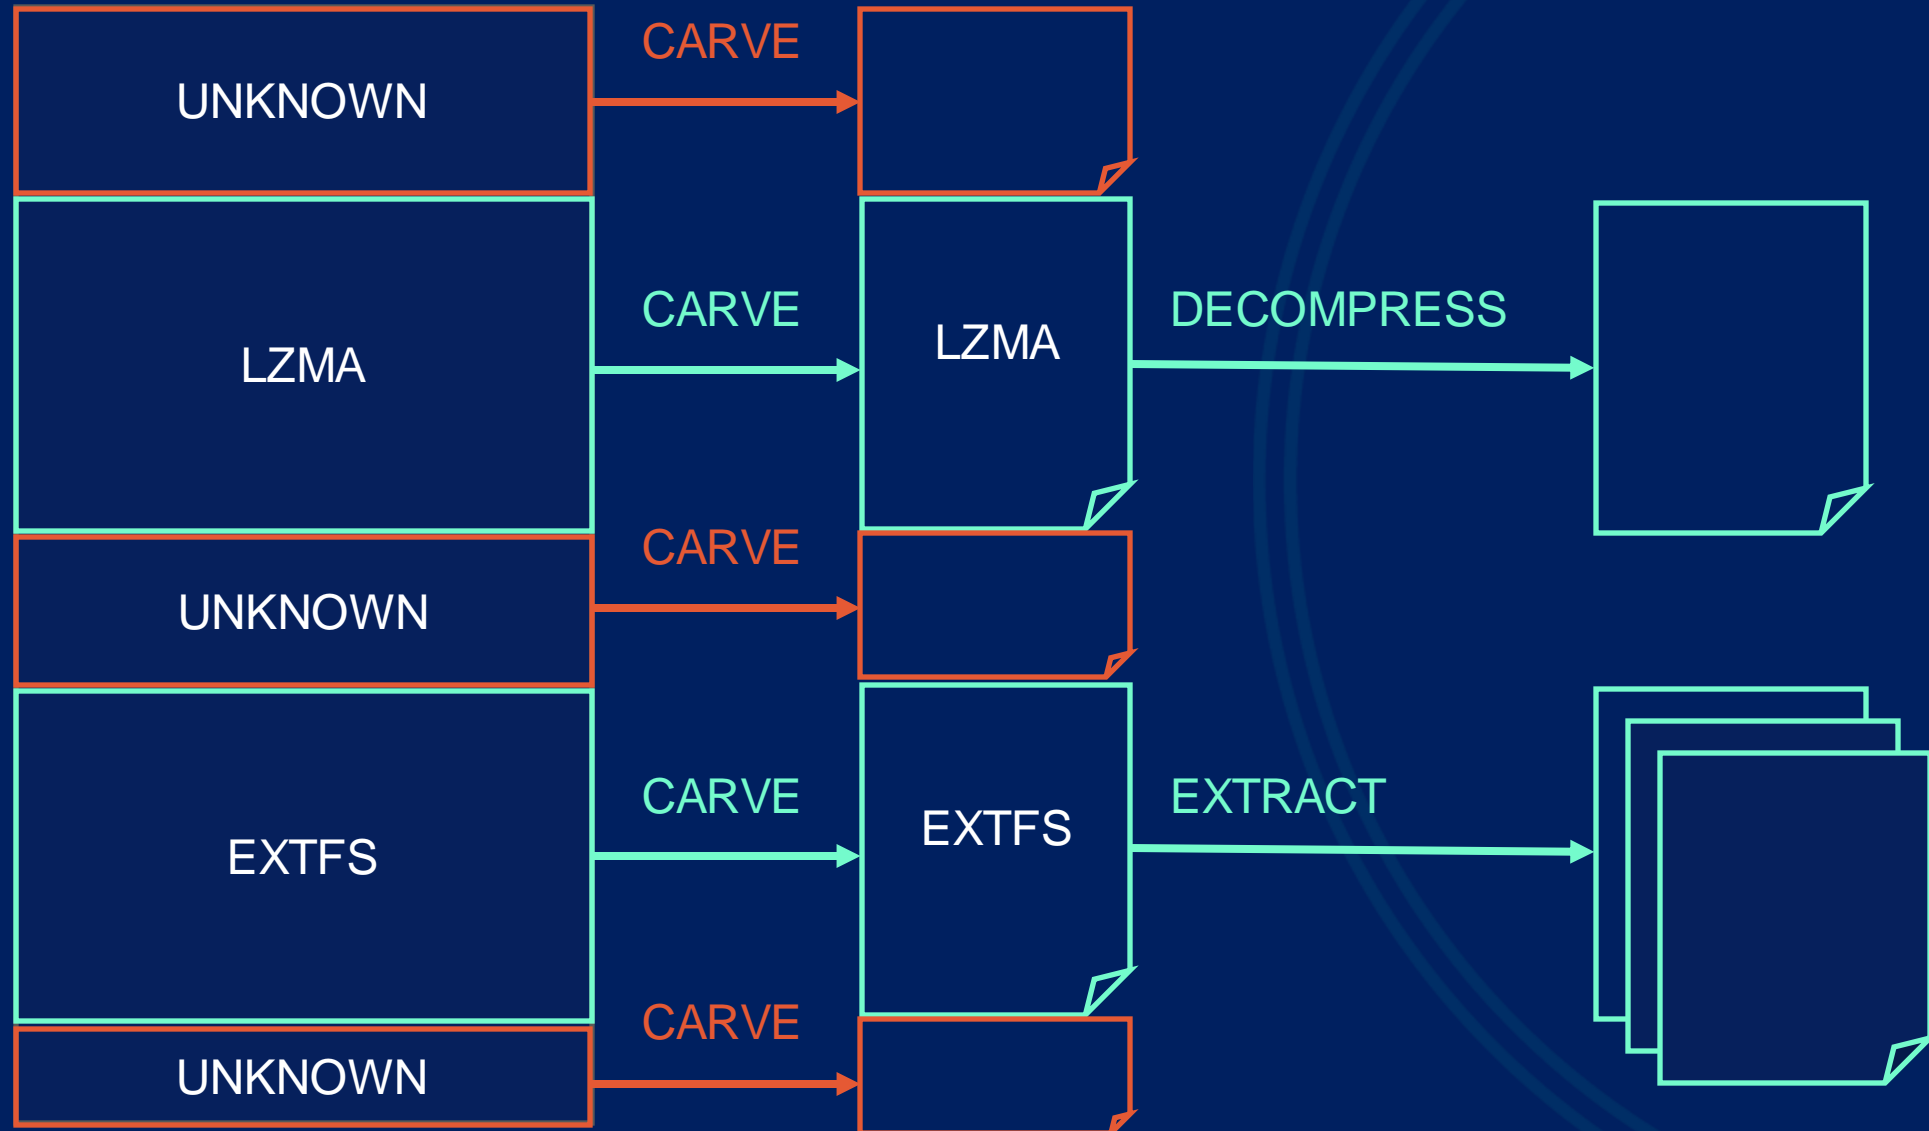 UNKNOWN
CARVE
LZMA
CARVE
LZMA
DECOMPRESS
UNKNOWN
CARVE
EXTFS
CARVE
EXTFS
EXTRACT
UNKNOWN
CARVE